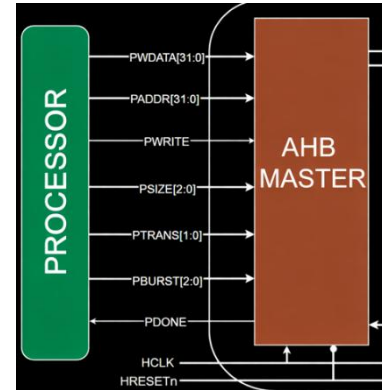 PROCESSOR
PWDATA[31:0]
PADDR[31:0]
PWRITE
PSIZE[2:0]
PTRANS[1:0]
PBURST[2:0]
PDONE
HCLK
HRESETn
AHB
MASTER